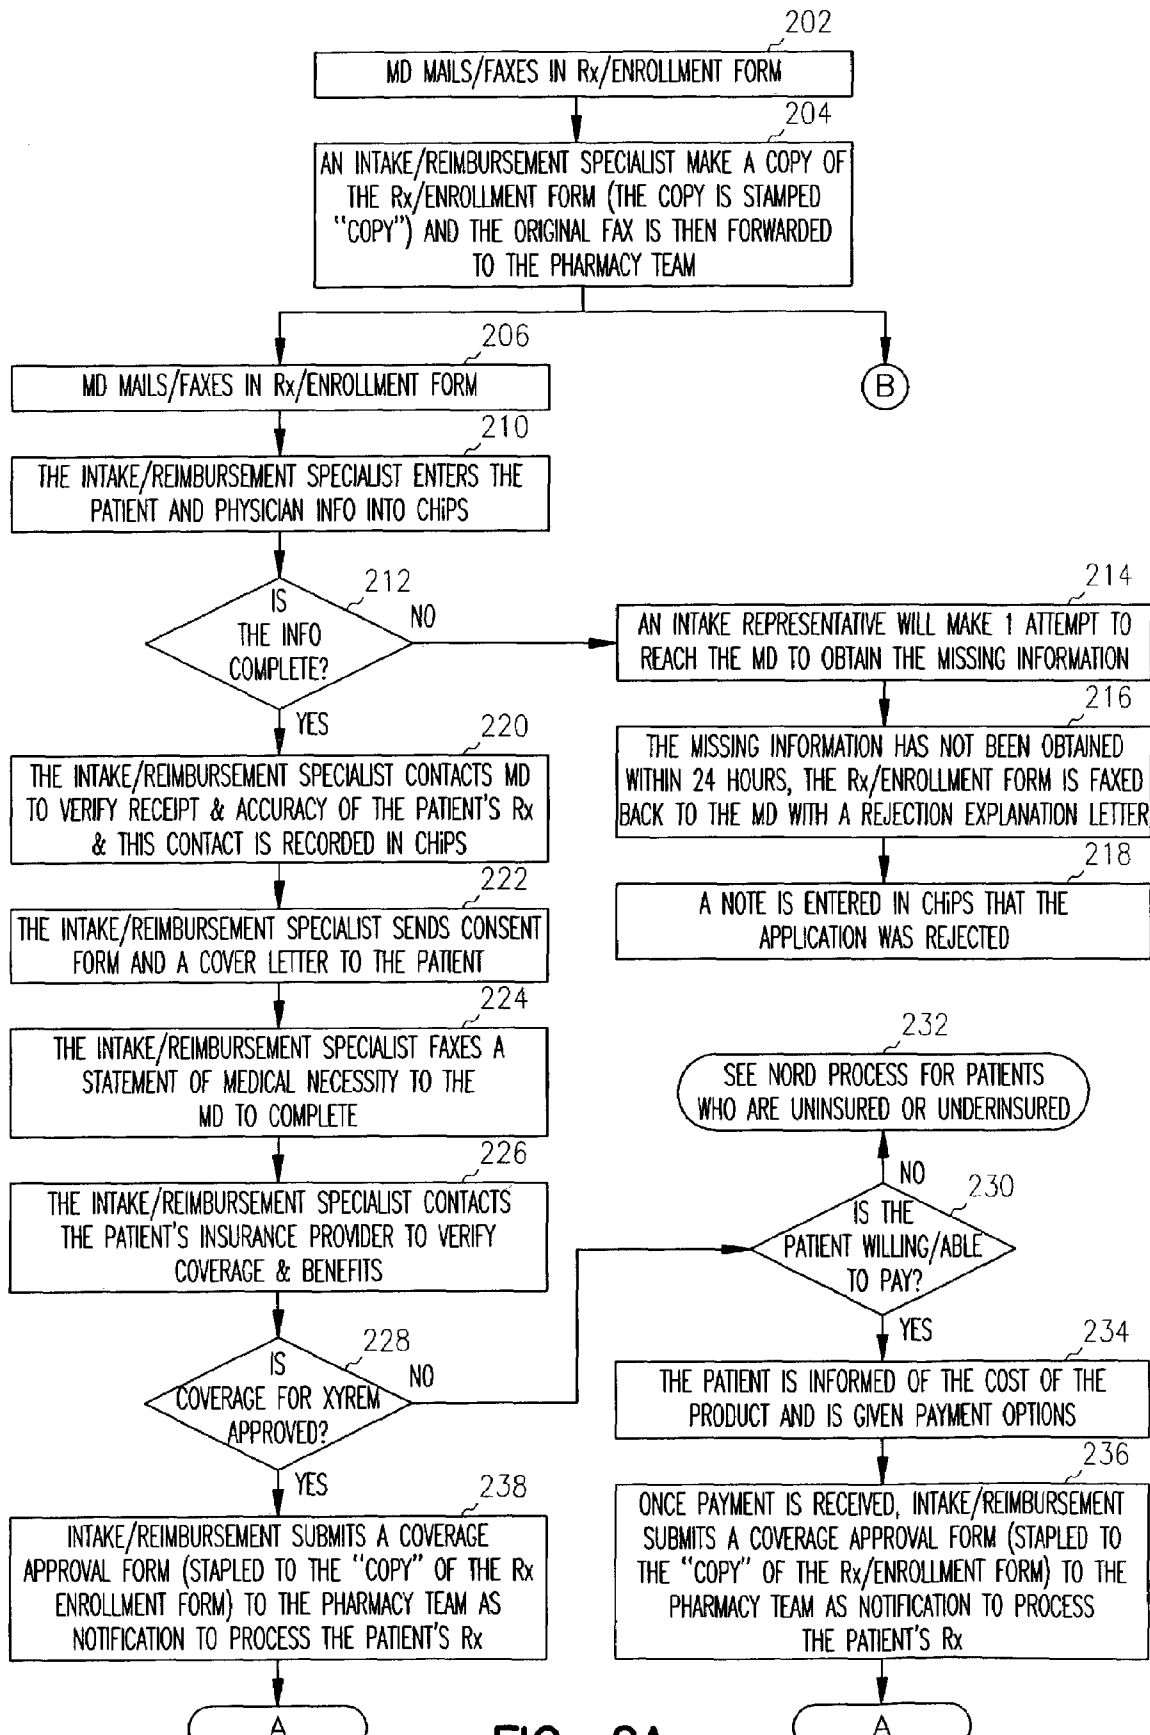 202
MD MAILS/FAXES IN Rx/ENROLLMENT FORM
204
AN INTAKE/REIMBURSEMENT SPECIALIST MAKE A COPY OF
THE Rx/ENROLLMENT FORM (THE COPY IS STAMPED
"COPY") AND THE ORIGINAL FAX IS THEN FORWARDED
TO THE PHARMACY TEAM
206
MD MAILS/FAXES IN Rx/ENROLLMENT FORM
B
210
THE INTAKE/REIMBURSEMENT SPECIALIST ENTERS THE
PATIENT AND PHYSICIAN INFO INTO CHiPS
212
IS
THE INFO
COMPLETE?
NO
YES
214
AN INTAKE REPRESENTATIVE WILL MAKE 1 ATTEMPT TO
REACH THE MD TO OBTAIN THE MISSING INFORMATION
216
THE MISSING INFORMATION HAS NOT BEEN OBTAINED
WITHIN 24 HOURS, THE Rx/ENROLLMENT FORM IS FAXED
BACK TO THE MD WITH A REJECTION EXPLANATION LETTER
218
A NOTE IS ENTERED IN CHiPS THAT THE
APPLICATION WAS REJECTED
220
THE INTAKE/REIMBURSEMENT SPECIALIST CONTACTS MD
TO VERIFY RECEIPT & ACCURACY OF THE PATIENT'S Rx
& THIS CONTACT IS RECORDED IN CHiPS
222
THE INTAKE/REIMBURSEMENT SPECIALIST SENDS CONSENT
FORM AND A COVER LETTER TO THE PATIENT
224
THE INTAKE/REIMBURSEMENT SPECIALIST FAXES A
STATEMENT OF MEDICAL NECESSITY TO THE
MD TO COMPLETE
226
THE INTAKE/REIMBURSEMENT SPECIALIST CONTACTS
THE PATIENT'S INSURANCE PROVIDER TO VERIFY
COVERAGE & BENEFITS
228
IS
COVERAGE FOR XYREM
APPROVED?
NO
YES
232
SEE NORD PROCESS FOR PATIENTS
WHO ARE UNINSURED OR UNDERINSURED
NO
230
IS THE
PATIENT WILLING/ABLE
TO PAY?
YES
234
THE PATIENT IS INFORMED OF THE COST OF THE
PRODUCT AND IS GIVEN PAYMENT OPTIONS
236
ONCE PAYMENT IS RECEIVED, INTAKE/REIMBURSEMENT
SUBMITS A COVERAGE APPROVAL FORM (STAPLED TO
THE "COPY" OF THE Rx/ENROLLMENT FORM) TO THE
PHARMACY TEAM AS NOTIFICATION TO PROCESS
THE PATIENT'S Rx
A
238
INTAKE/REIMBURSEMENT SUBMITS A COVERAGE
APPROVAL FORM (STAPLED TO THE "COPY" OF THE Rx
ENROLLMENT FORM) TO THE PHARMACY TEAM AS
NOTIFICATION TO PROCESS THE PATIENT'S Rx
A